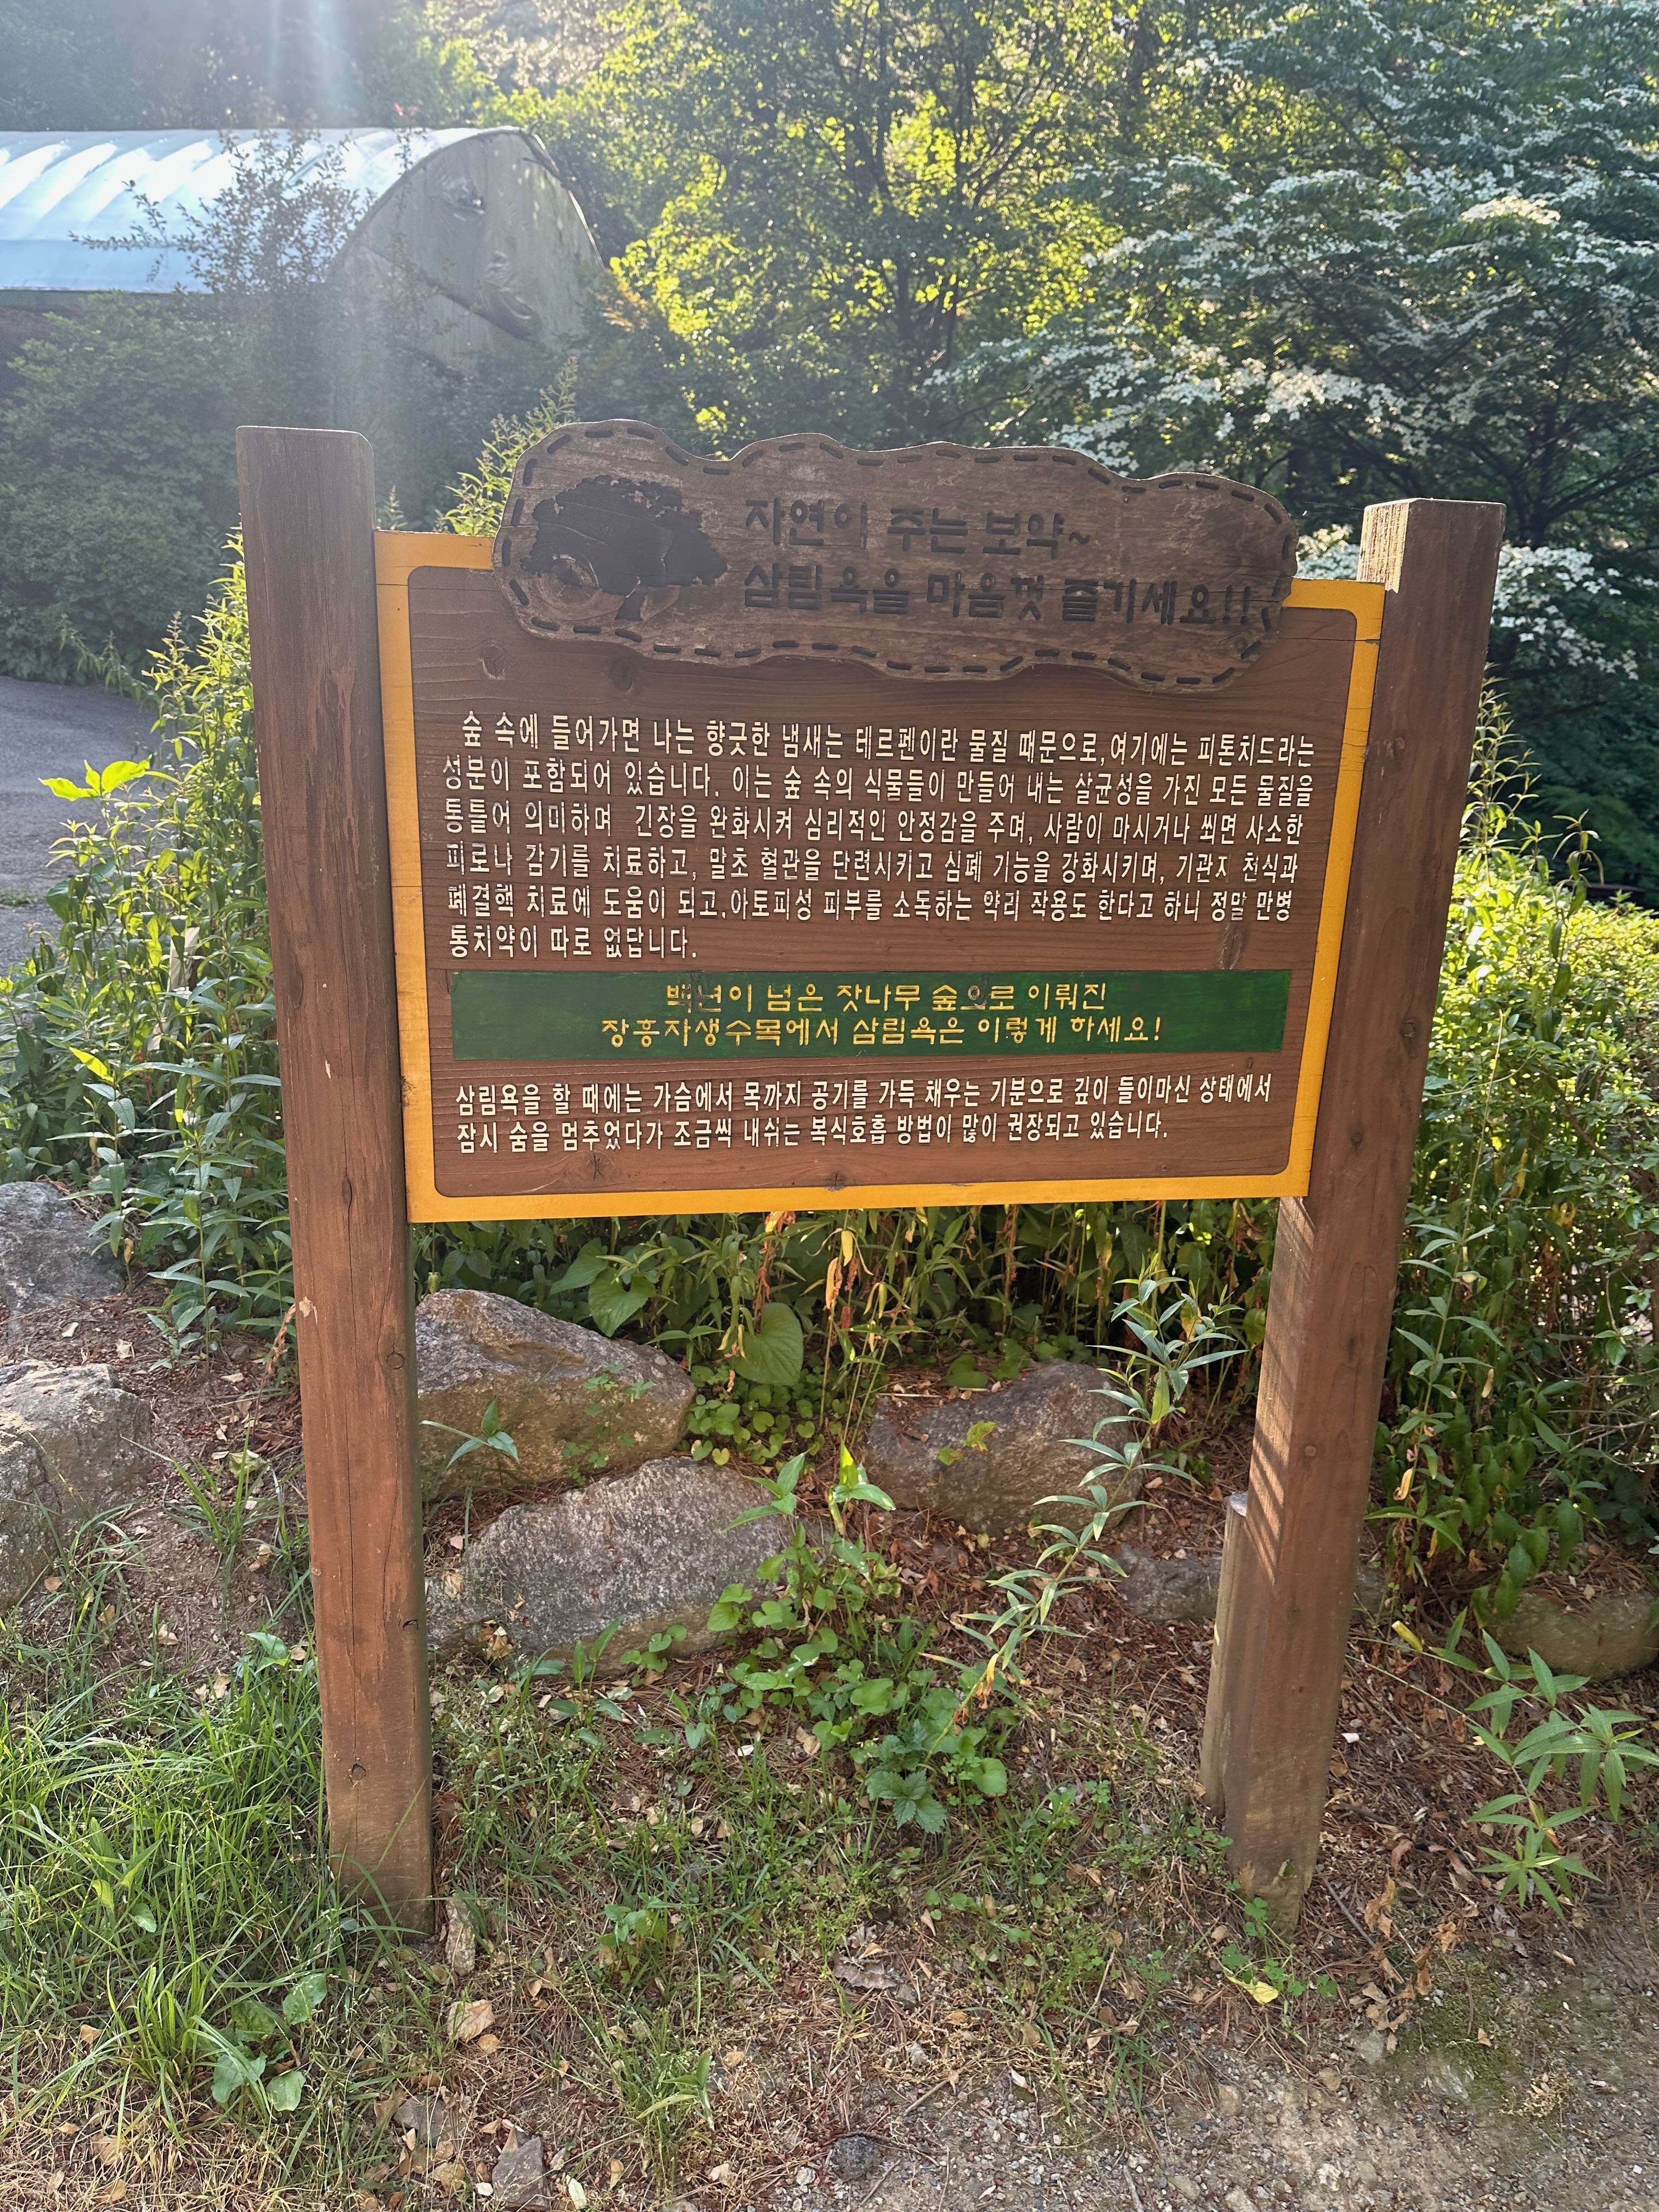 자연이 주는 보약~
삼림욕을 마음껏 즐기세요!!
숲 속에 들어가면 나는 향긋한 냄새는 테르펜이란 물질 때문으로,여기에는 피톤치드라는
성분이 포함되어 있습니다. 이는 숲 속의 식물들이 만들어 내는 살균성을 가진 모든 물질을
통틀어 의미하며 긴장을 완화시켜 심리적인 안정감을 주며, 사람이 마시거나 쐬면 사소한
피로나 감기를 치료하고, 말초 혈관을 단련시키고 심폐 기능을 강화시키며, 기관지 천식과
폐결핵 치료에 도움이 되고,아토피성 피부를 소독하는 약리 작용도 한다고 하니 정말 만병
통치약이 따로 없답니다.
백년이 넘은 잣나무 숲으로 이뤄진
장흥자생수목에서 삼림욕은 이렇게 하세요!
삼림욕을 할 때에는 가슴에서 목까지 공기를 가득 채우는 기분으로 깊이 들이마신 상태에서
잠시 숨을 멈추었다가 조금씩 내쉬는 복식호흡 방법이 많이 권장되고 있습니다.